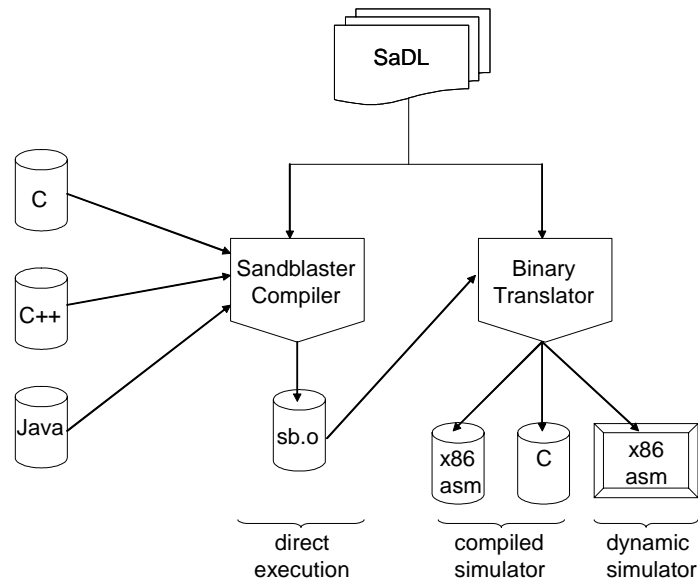 SaDL
C
C++
Java
Sandblaster
Compiler
Binary
Translator
sb.o
x86
asm
C
x86
asm
direct
execution
compiled
simulator
dynamic
simulator